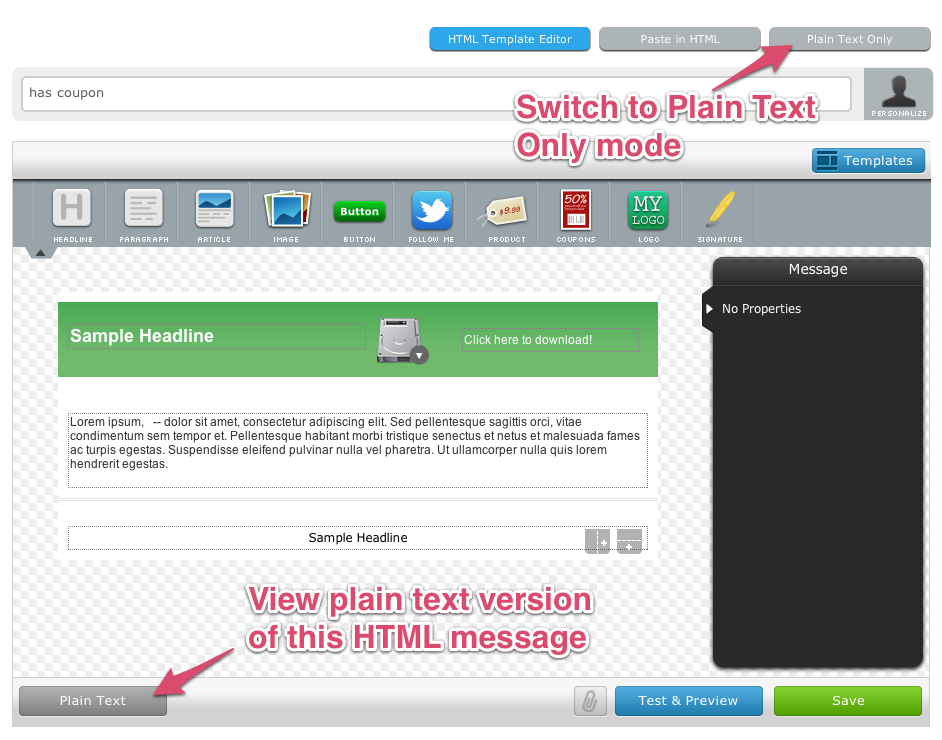 HTML Template Editor
Paste in HTML
Plain Text Only
has coupon
PERSONALIZE
Switch to Plain Text
Only mode
Templates
H
Button
50%
$9.99
MY
LOGO
HEADLINE
PARAGRAPH
ARTICLE
IMAGE
BUTTON
FOLLOW ME
PRODUCT
COUPONS
LOGO
SIGNATURE
Message
No Properties
Sample Headline
Click here to download!
Lorem ipsum,   -- dolor sit amet, consectetur adipiscing elit. Sed pellentesque sagittis orci, vitae
condimentum sem tempor et. Pellentesque habitant morbi tristique senectus et netus et malesuada fames
ac turpis egestas. Suspendisse eleifend pulvinar nulla vel pharetra. Ut ullamcorper nulla quis lorem
hendrerit egestas.
Sample Headline
View plain text version
of this HTML message
Plain Text
Test & Preview
Save